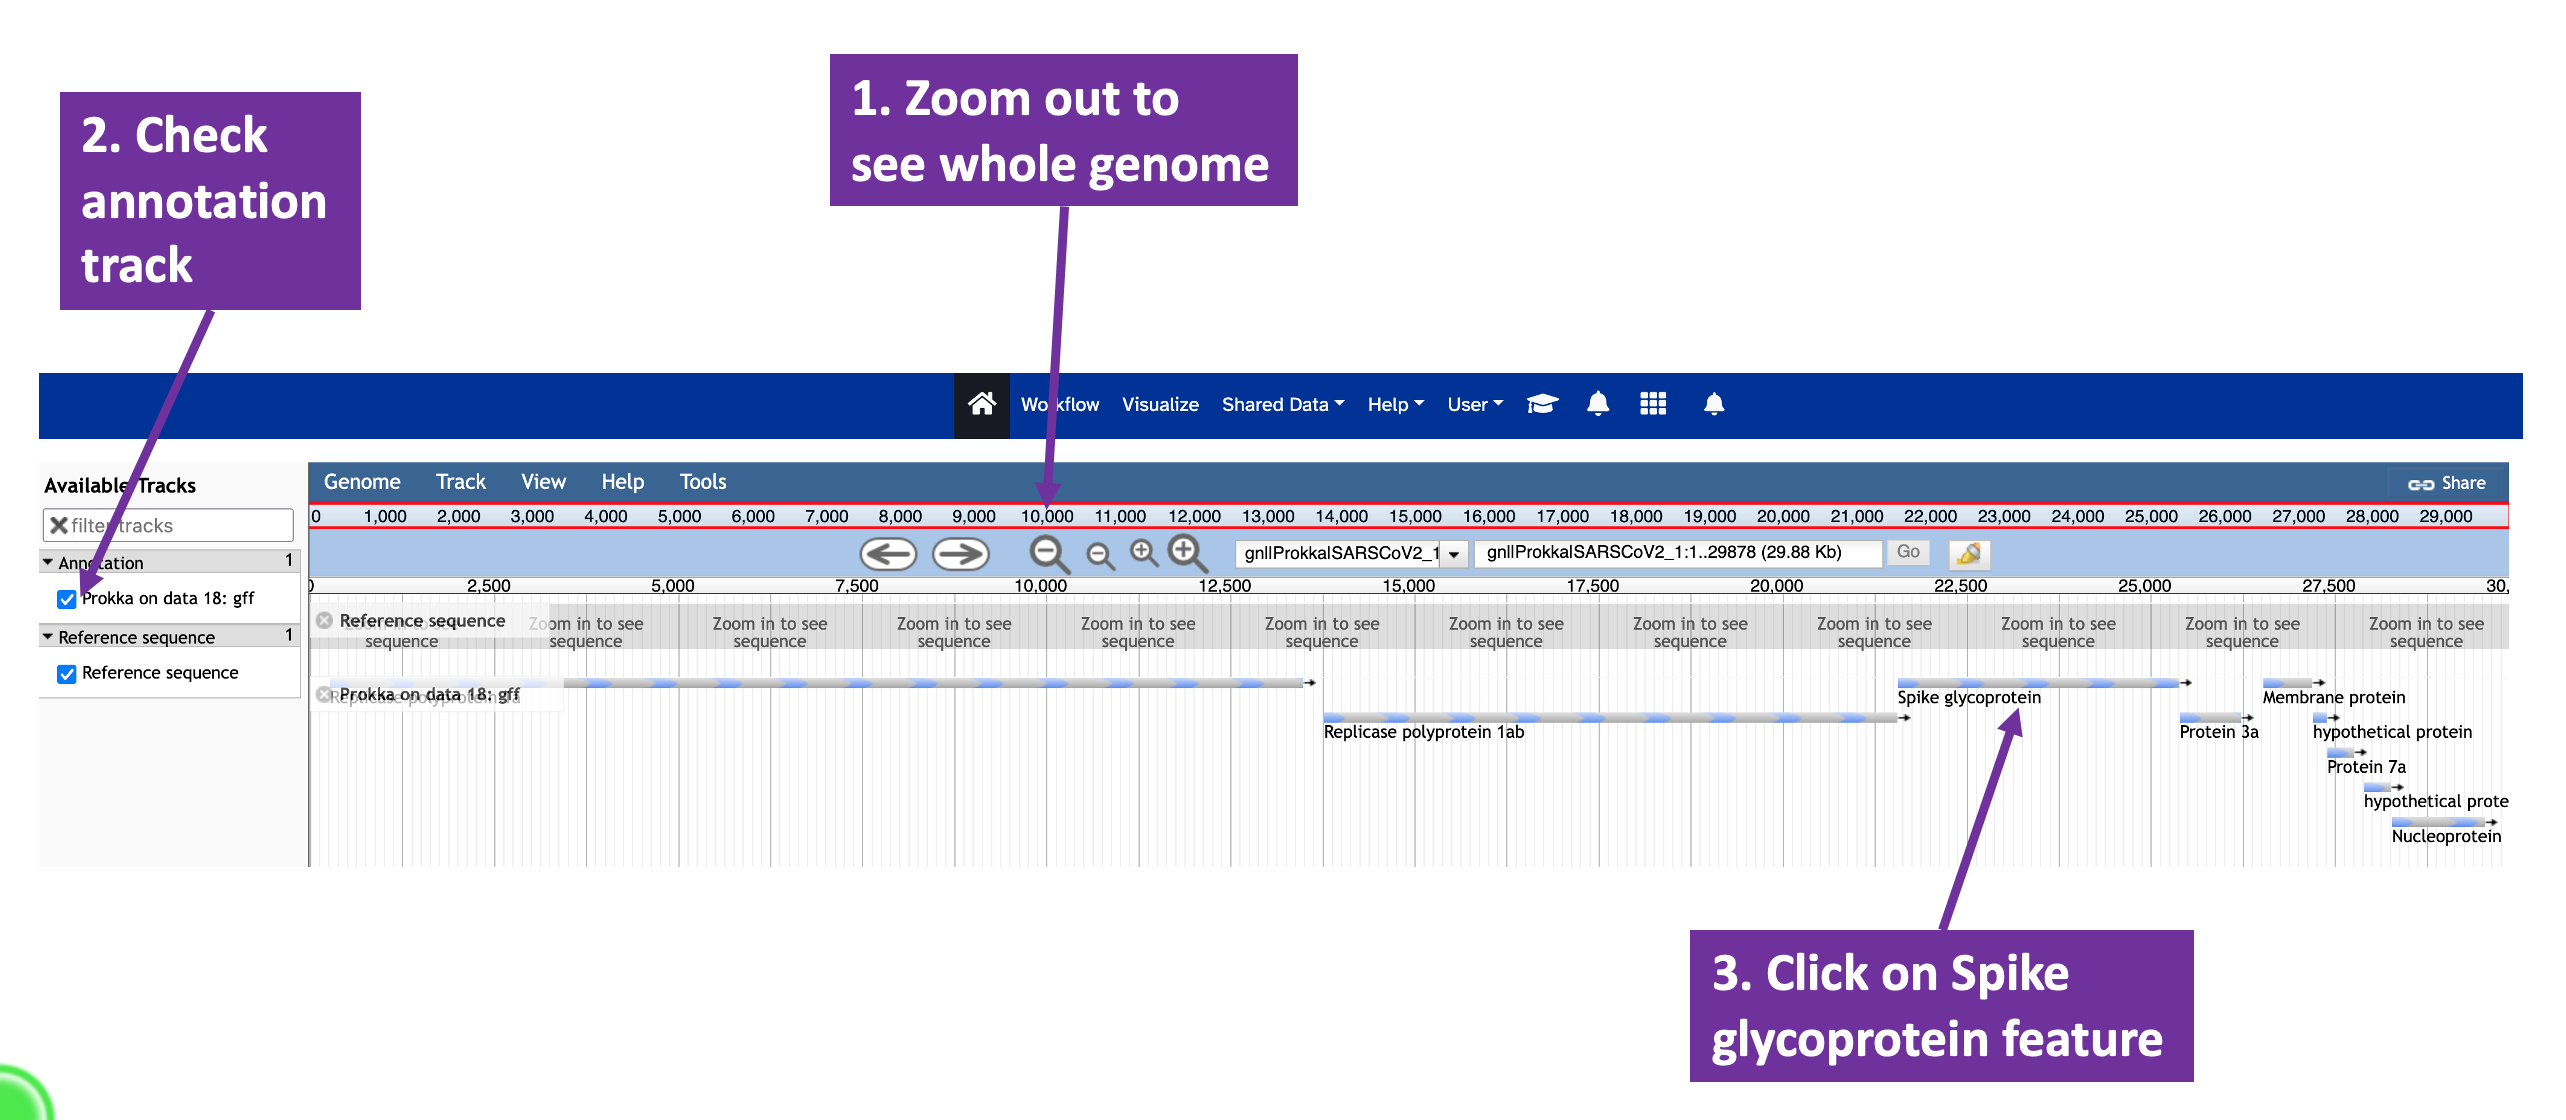 1. Zoom out to
see whole genome
2. Check
annotation
track
Workflow Visualize Shared Data Help User
Available Tracks
filter tracks
Annotation 1
Prokka on data 18: gff
Reference sequence 1
Reference sequence
Genome Track View Help Tools Share
0 1,000 2,000 3,000 4,000 5,000 6,000 7,000 8,000 9,000 10,000 11,000 12,000 13,000 14,000 15,000 16,000 17,000 18,000 19,000 20,000 21,000 22,000 23,000 24,000 25,000 26,000 27,000 28,000 29,000
gnl|Prokka|SARSCoV2_1 gnl|Prokka|SARSCoV2_1:1..29878 (29.88 Kb) Go
0 2,500 5,000 7,500 10,000 12,500 15,000 17,500 20,000 22,500 25,000 27,500 30,
Reference sequence
Zoom in to see Zoom in to see Zoom in to see Zoom in to see Zoom in to see Zoom in to see Zoom in to see Zoom in to see Zoom in to see Zoom in to see Zoom in to see Zoom in to see
sequence sequence sequence sequence sequence sequence sequence sequence sequence sequence sequence sequence
Prokka on data 18: gff
Replicase polyprotein 1a
Spike glycoprotein Membrane protein
Replicase polyprotein 1ab Protein 3a hypothetical protein
Protein 7a
hypothetical prote
Nucleoprotein
3. Click on Spike
glycoprotein feature